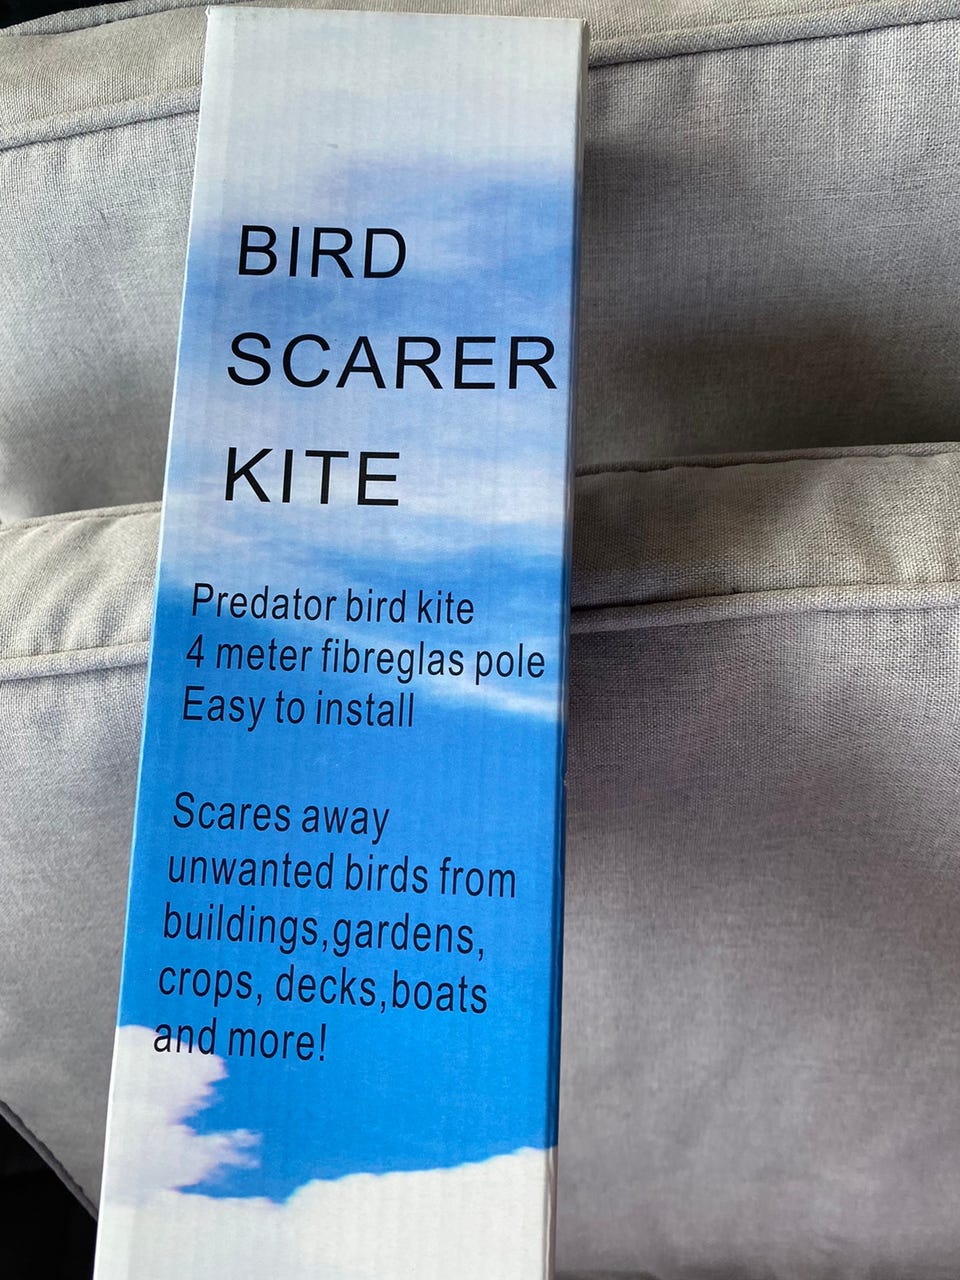 BIRD
SCARER
KITE
Predator bird kite
4 meter fibreglas pole
Easy to install
Scares away
unwanted birds from
buildings,gardens,
crops, decks,boats
and more!